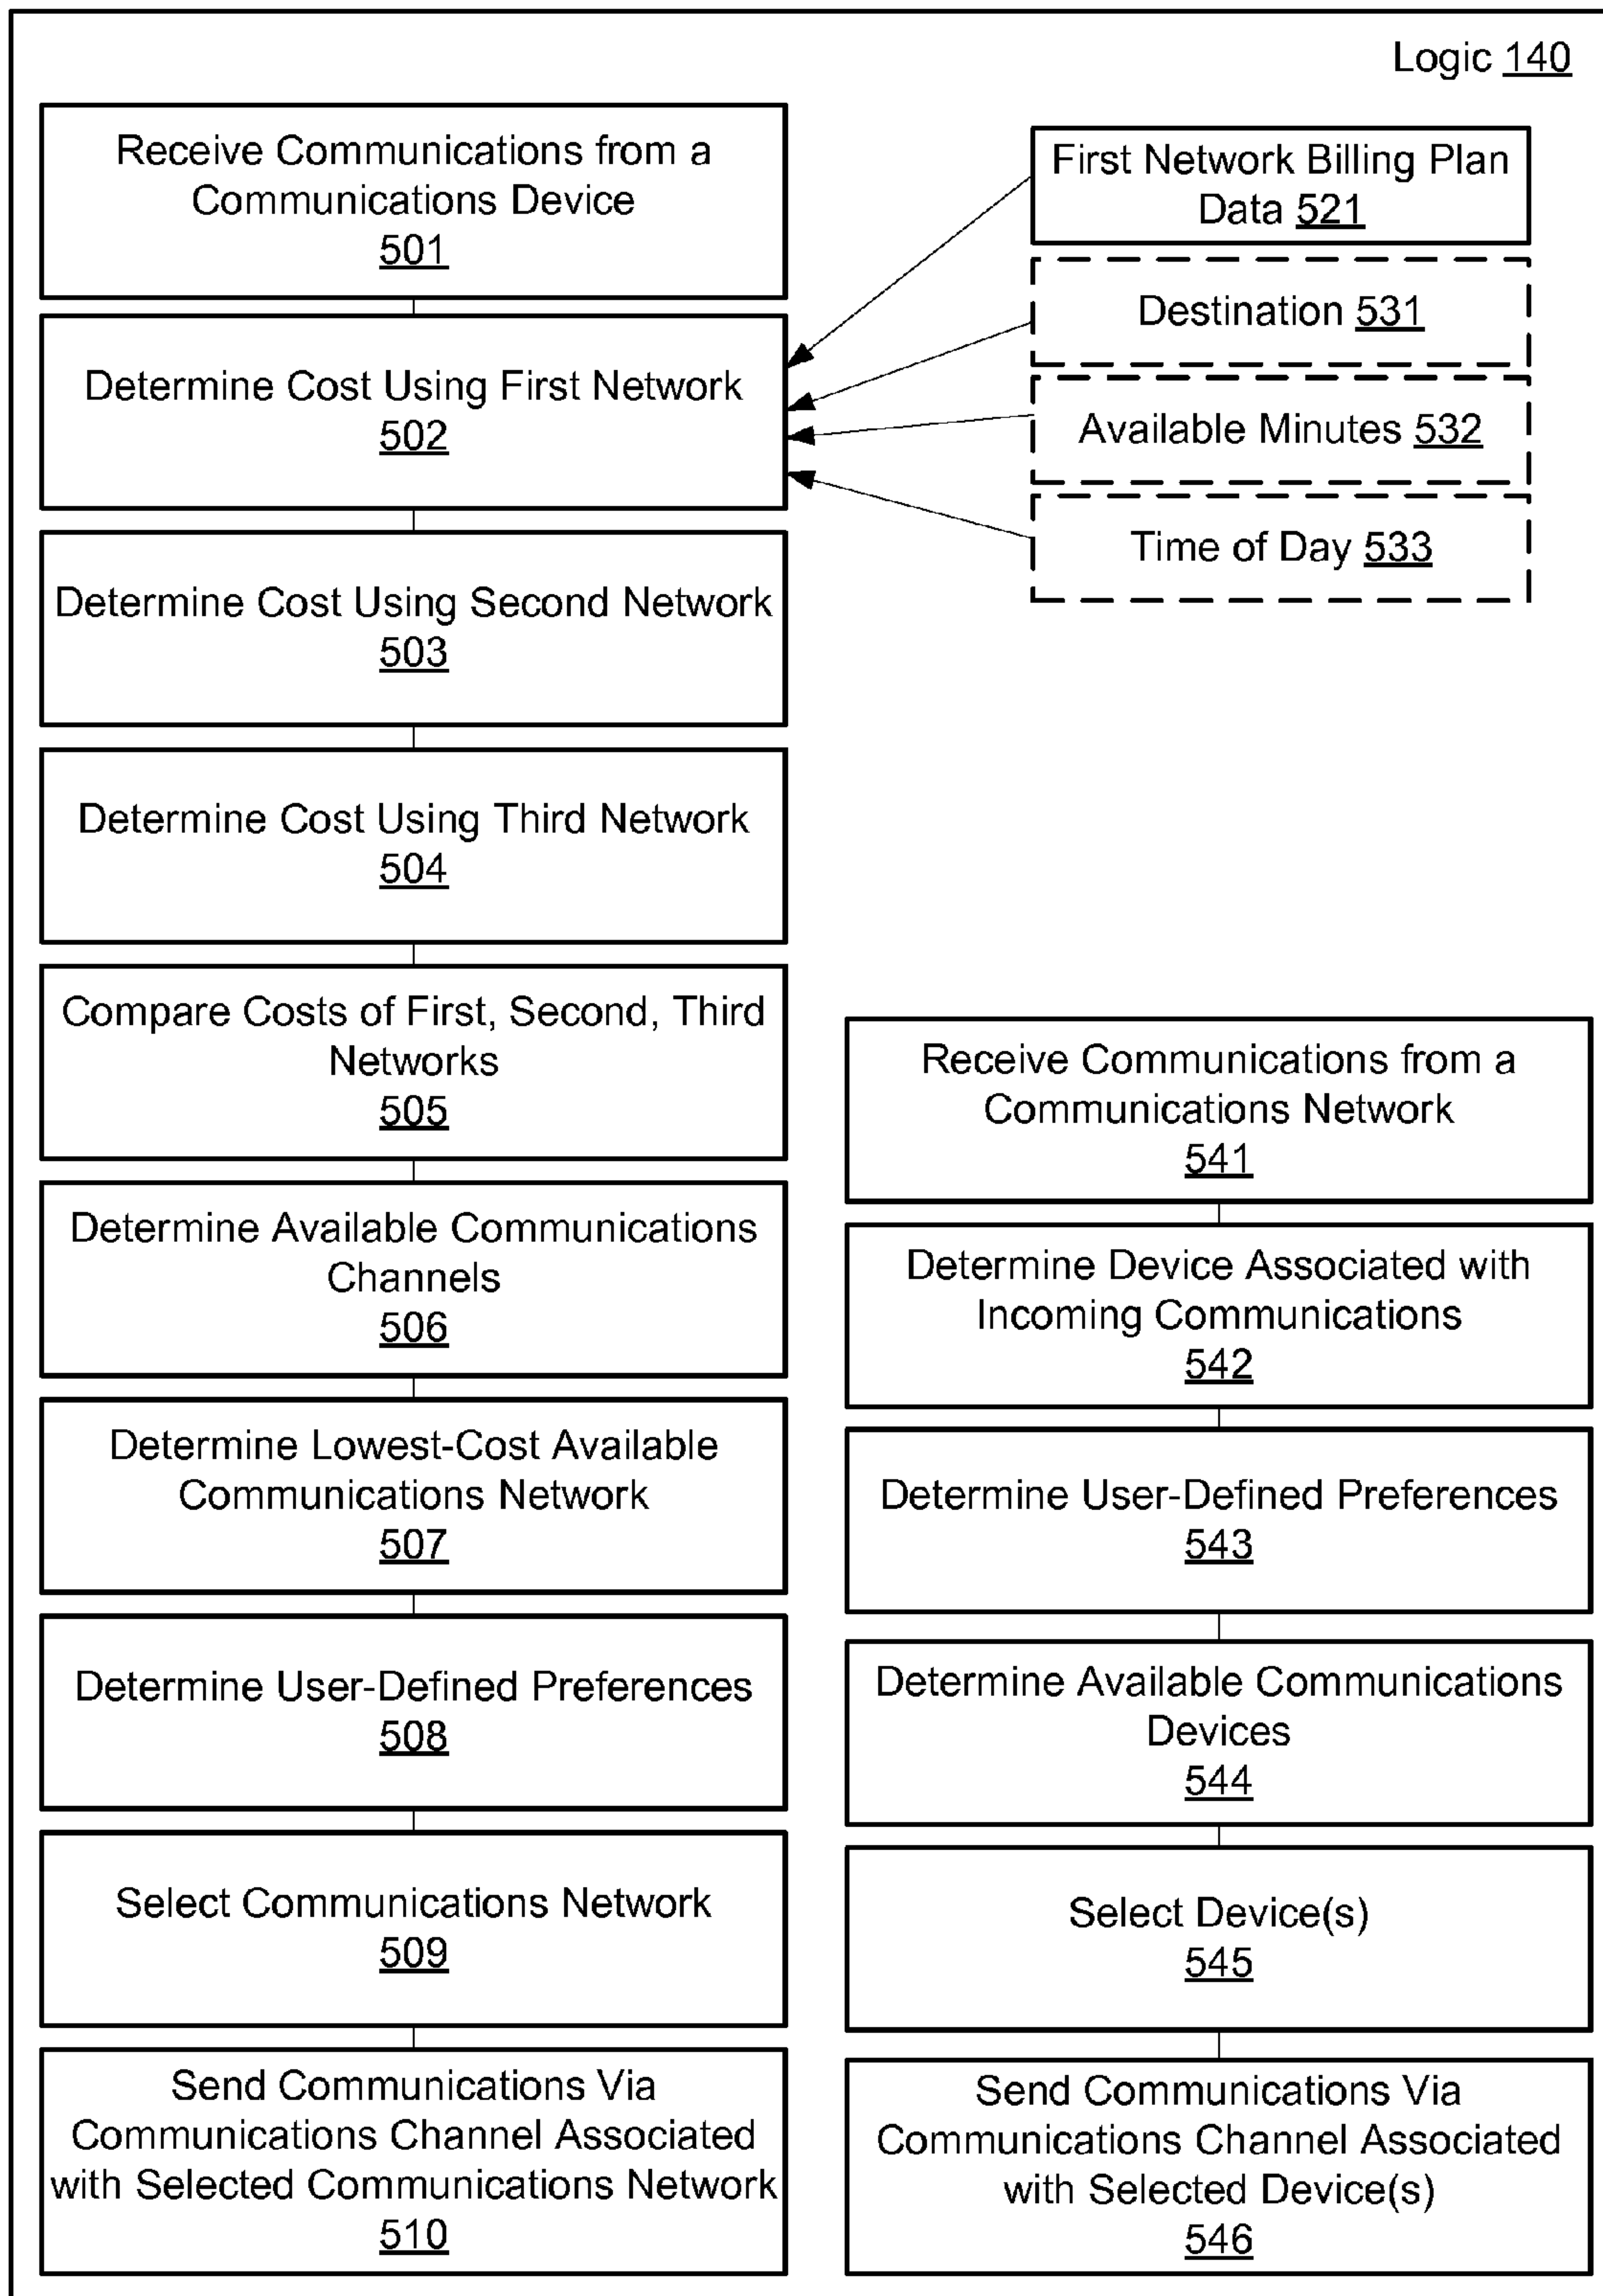 Logic 140
Receive Communications from a
Communications Device
501
First Network Billing Plan
Data 521
Destination 531
Available Minutes 532
Time of Day 533
Determine Cost Using First Network
502
Determine Cost Using Second Network
503
Determine Cost Using Third Network
504
Compare Costs of First, Second, Third
Networks
505
Determine Available Communications
Channels
506
Determine Lowest-Cost Available
Communications Network
507
Determine User-Defined Preferences
508
Select Communications Network
509
Send Communications Via
Communications Channel Associated
with Selected Communications Network
510
Receive Communications from a
Communications Network
541
Determine Device Associated with
Incoming Communications
542
Determine User-Defined Preferences
543
Determine Available Communications
Devices
544
Select Device(s)
545
Send Communications Via
Communications Channel Associated
with Selected Device(s)
546